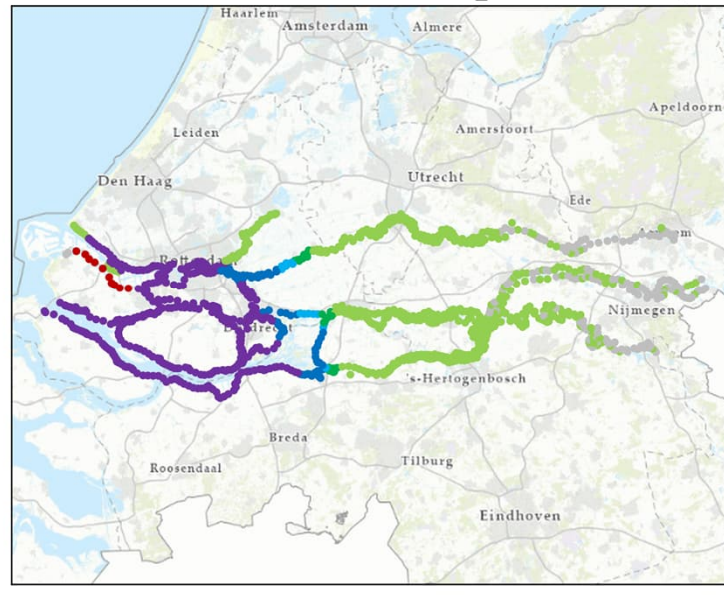 Haarlem
Amsterdam
Almere
Apeldoorn
Leiden
Amersfoort
Den Haag
Utrecht
Ede
Nijmegen
's-Hertogenbosch
Breda
Roosendaal
Tilburg
Eindhoven